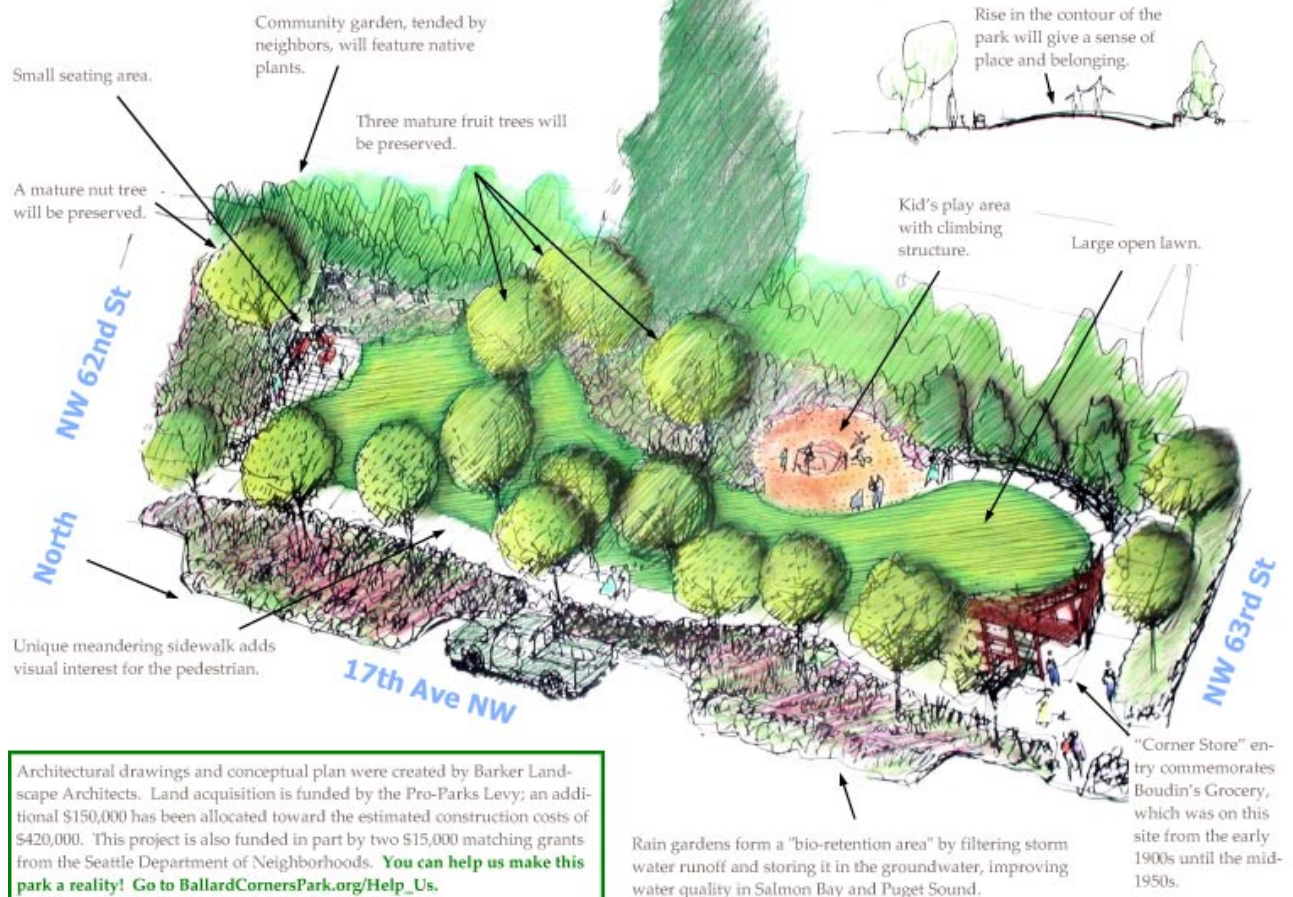 Community garden, tended by
neighbors, will feature native
plants.
Rise in the contour of the
park will give a sense of
place and belonging.
Small seating area.
Three mature fruit trees will
be preserved.
A mature nut tree
will be preserved.
Kid's play area
with climbing
structure.
Large open lawn.
NW 62nd St
North
NW 63rd St
Unique meandering sidewalk adds
visual interest for the pedestrian.
17th Ave NW
"Corner Store" en-
try commemorates
Boudin's Grocery,
which was on this
site from the early
1900s until the mid-
1950s.
Architectural drawings and conceptual plan were created by Barker Land-
scape Architects. Land acquisition is funded by the Pro-Parks Levy; an addi-
tional $150,000 has been allocated toward the estimated construction costs of
$420,000. This project is also funded in part by two $15,000 matching grants
from the Seattle Department of Neighborhoods. You can help us make this
park a reality! Go to BallardCornersPark.org/Help_Us.
Rain gardens form a "bio-retention area" by filtering storm
water runoff and storing it in the groundwater, improving
water quality in Salmon Bay and Puget Sound.